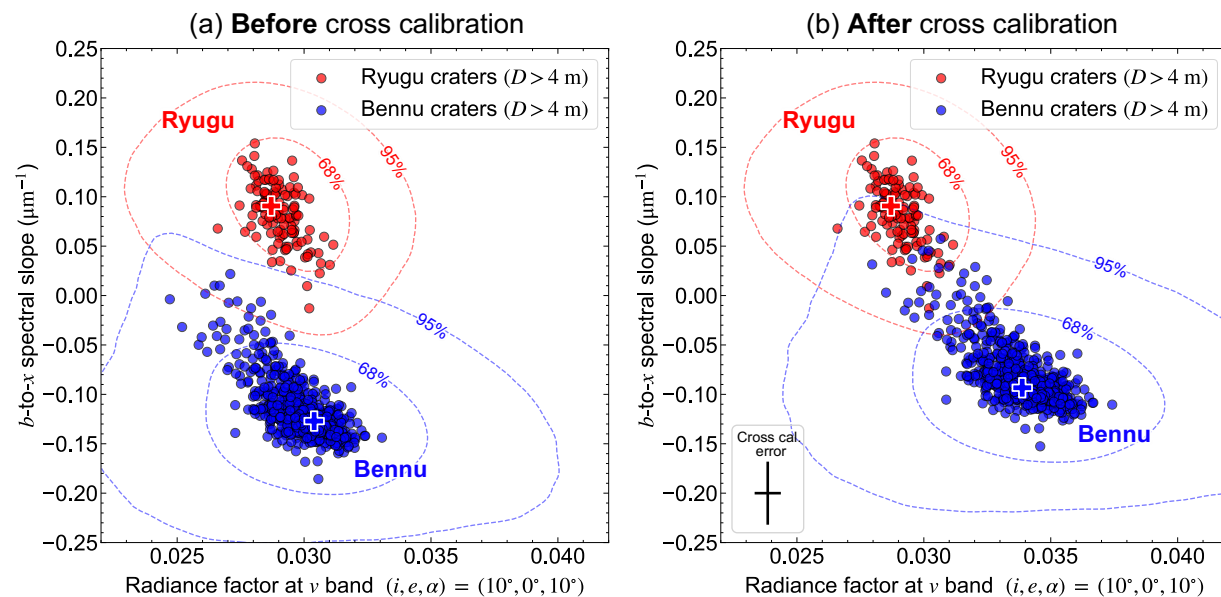 (a) Before cross calibration
0.25
0.20
0.15
0.10
0.05
0.00
−0.05
−0.10
−0.15
−0.20
−0.25
b-to-x spectral slope (μm⁻¹)
Ryugu craters (D > 4 m)
Bennu craters (D > 4 m)
Ryugu
95%
68%
95%
68%
Bennu
0.025
0.030
0.035
0.040
Radiance factor at v band (i, e, α) = (10°, 0°, 10°)
(b) After cross calibration
0.25
0.20
0.15
0.10
0.05
0.00
−0.05
−0.10
−0.15
−0.20
−0.25
b-to-x spectral slope (μm⁻¹)
Ryugu craters (D > 4 m)
Bennu craters (D > 4 m)
Ryugu
95%
68%
95%
68%
Bennu
Cross cal.
error
0.025
0.030
0.035
0.040
Radiance factor at v band (i, e, α) = (10°, 0°, 10°)